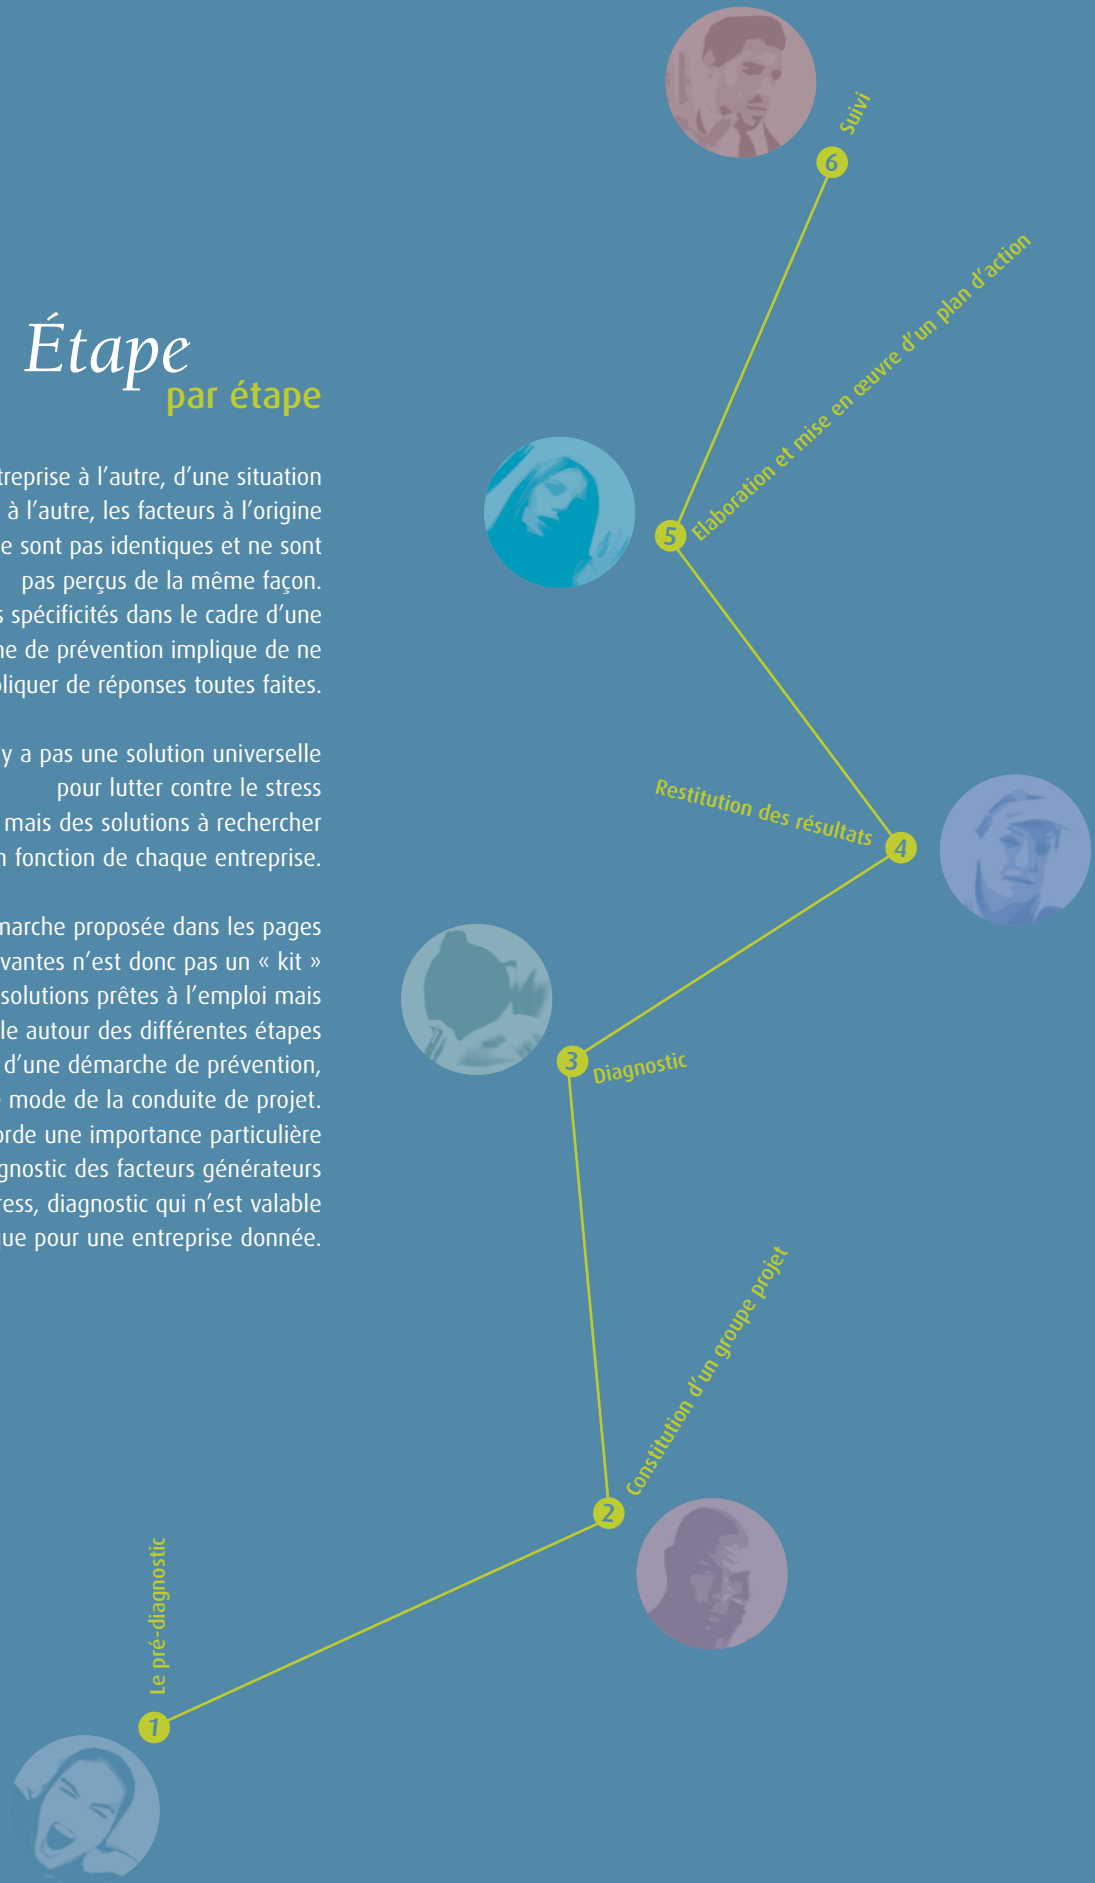 Étape
par étape
treprise à l’autre, d’une situation
à l’autre, les facteurs à l’origine
e sont pas identiques et ne sont
pas perçus de la même façon.
s spécificités dans le cadre d’une
he de prévention implique de ne
pliquer de réponses toutes faites.
y a pas une solution universelle
pour lutter contre le stress
mais des solutions à rechercher
n fonction de chaque entreprise.
marche proposée dans les pages
vantes n’est donc pas un « kit »
solutions prêtes à l’emploi mais
le autour des différentes étapes
d’une démarche de prévention,
mode de la conduite de projet.
orde une importance particulière
gnostic des facteurs générateurs
ress, diagnostic qui n’est valable
que pour une entreprise donnée.
6 Suivi
5 Elaboration et mise en œuvre d’un plan d’action
Restitution des résultats 4
3 Diagnostic
2 Constitution d’un groupe projet
1 Le pré-diagnostic